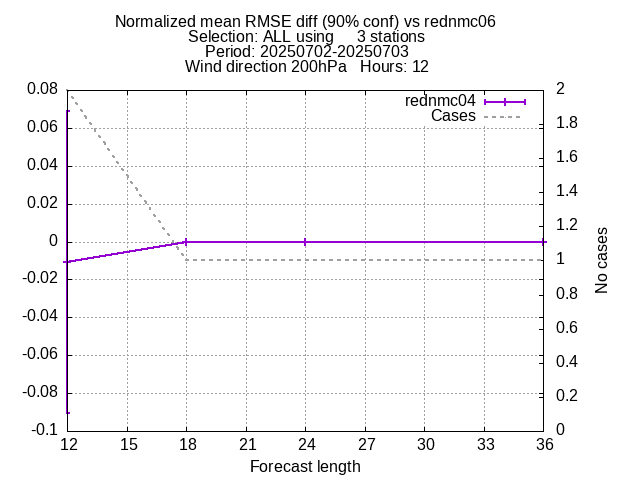 Normalized mean RMSE diff (90% conf) vs rednmc06
Selection: ALL using 3 stations
Period: 20250702-20250703
Wind direction 200hPa Hours: 12
rednmc04
Cases
0.08
0.06
0.04
0.02
0
-0.02
-0.04
-0.06
-0.08
-0.1
2
1.8
1.6
1.4
1.2
1
0.8
0.6
0.4
0.2
0
No cases
12 15 18 21 24 27 30 33 36
Forecast length